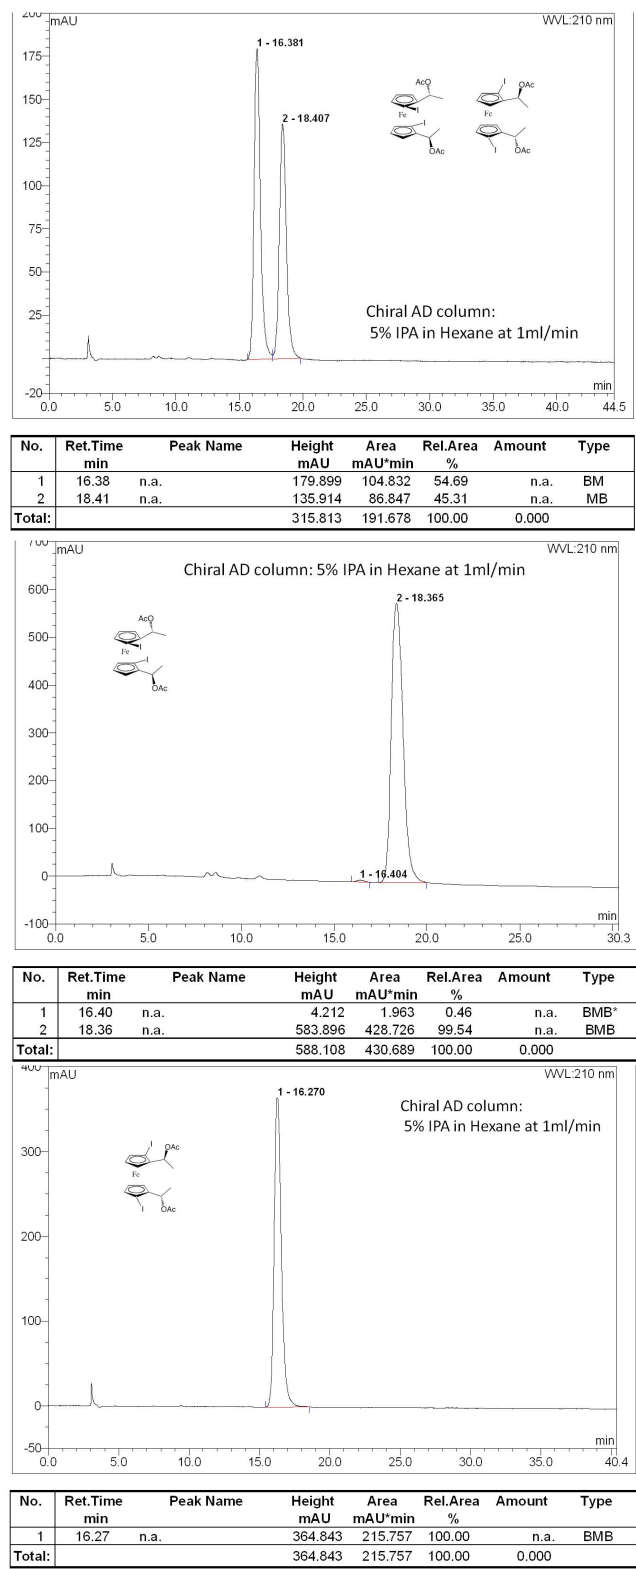 200
mAU
WVL:210 nm
1 - 16.381
2 - 18.407
175
150
125
100
75
50
25
-20
AcO
I
Fe
I
OAc
I
OAc
Fe
I
OAc
Chiral AD column:
5% IPA in Hexane at 1ml/min
min
0.0 5.0 10.0 15.0 20.0 25.0 30.0 35.0 40.0 44.5
No. Ret.Time Peak Name Height Area Rel.Area Amount Type
min mAU mAU*min %
1 16.38 n.a. 179.899 104.832 54.69 n.a. BM
2 18.41 n.a. 135.914 86.847 45.31 n.a. MB
Total: 315.813 191.678 100.00 0.000
700
mAU
WVL:210 nm
Chiral AD column: 5% IPA in Hexane at 1ml/min
2 - 18.365
600
500
400
300
200
100
0
-100
AcO
I
Fe
I
OAc
1 - 16.404
min
0.0 5.0 10.0 15.0 20.0 25.0 30.3
No. Ret.Time Peak Name Height Area Rel.Area Amount Type
min mAU mAU*min %
1 16.40 n.a. 4.212 1.963 0.46 n.a. BMB*
2 18.36 n.a. 583.896 428.726 99.54 n.a. BMB
Total: 588.108 430.689 100.00 0.000
400
mAU
WVL:210 nm
1 - 16.270
Chiral AD column:
5% IPA in Hexane at 1ml/min
300
200
100
0
-50
I
OAc
Fe
I
OAc
min
0.0 5.0 10.0 15.0 20.0 25.0 30.0 35.0 40.4
No. Ret.Time Peak Name Height Area Rel.Area Amount Type
min mAU mAU*min %
1 16.27 n.a. 364.843 215.757 100.00 n.a. BMB
Total: 364.843 215.757 100.00 0.000